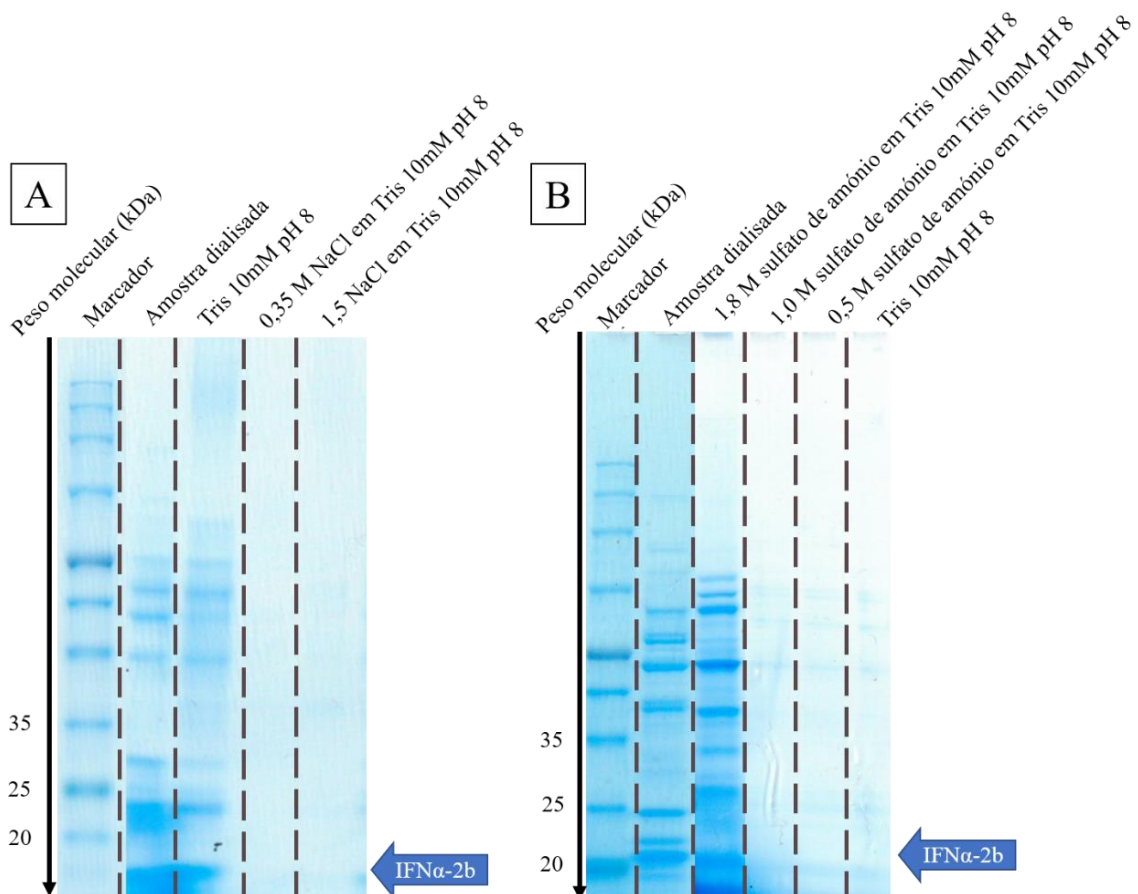 A
Peso molecular (kDa)
Marcador
Amostra dialisada
Tris 10mM pH 8
0,35 M NaCl em Tris 10mM pH 8
1,5 NaCl em Tris 10mM pH 8
35
25
20
IFNα-2b
B
Peso molecular (kDa)
Marcador
Amostra dialisada
1,8 M sulfato de amónio em Tris 10mM pH 8
1,0 M sulfato de amónio em Tris 10mM pH 8
0,5 M sulfato de amónio em Tris 10mM pH 8
Tris 10mM pH 8
35
25
20
IFNα-2b